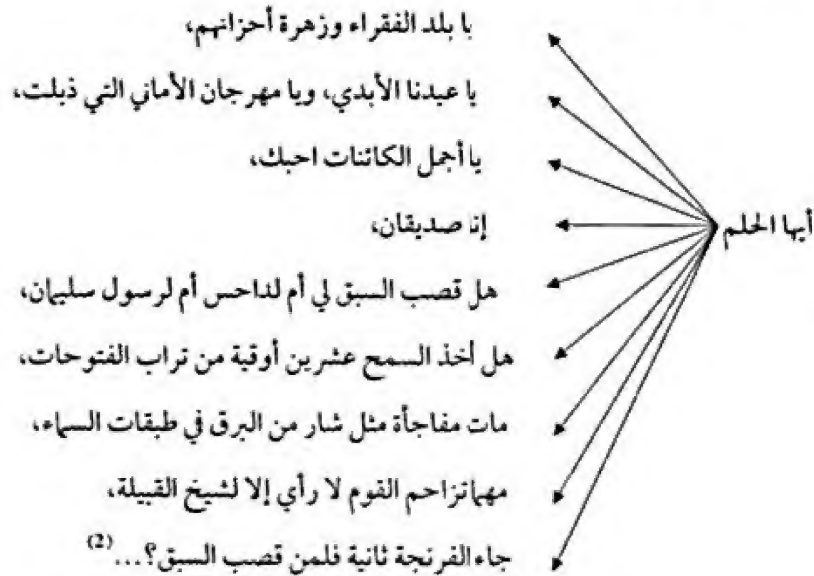 أيها الحلم
يا بلد الفقراء وزهرة أحزانهم،
يا عيدنا الأبدي، ويا مهرجان الأماني التي ذبلت،
يا أجمل الكائنات احبك،
إنا صديقان،
هل قصب السبق لي أم لداحس أم لرسول سليمان،
هل أخذ السمح عشرين أوقية من تراب الفتوحات،
مات مفاجأة مثل شار من البرق في طبقات السماء،
مهما تزاحم القوم لا رأي إلا لشيخ القبيلة،
جاء الفرنجة ثانية فلمن قصب السبق؟...(2)